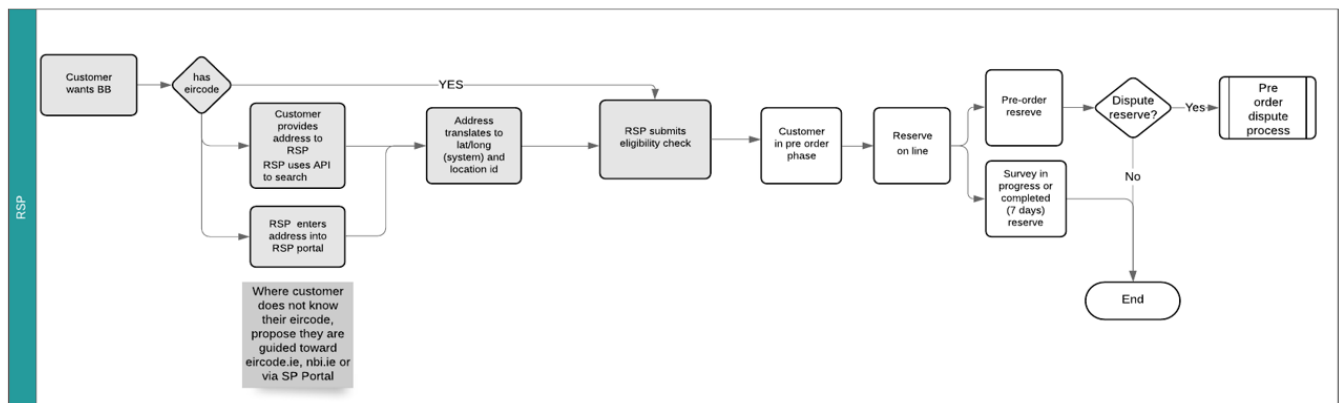 RSP
Customer
wants BB
has
eircode
YES
Customer
provides
address to
RSP
RSP uses API
to search
RSP enters
address into
RSP portal
Where customer
does not know
their eircode,
propose they are
guided toward
eircode.ie, nbi.ie or
via SP Portal
Address
translates to
lat/long
(system) and
location id
RSP submits
eligibility check
Customer
in pre order
phase
Reserve
on line
Pre-order
resreve
Survey in
progress or
completed
(7 days)
reserve
Dispute
reserve?
Yes
No
Pre
order
dispute
process
End